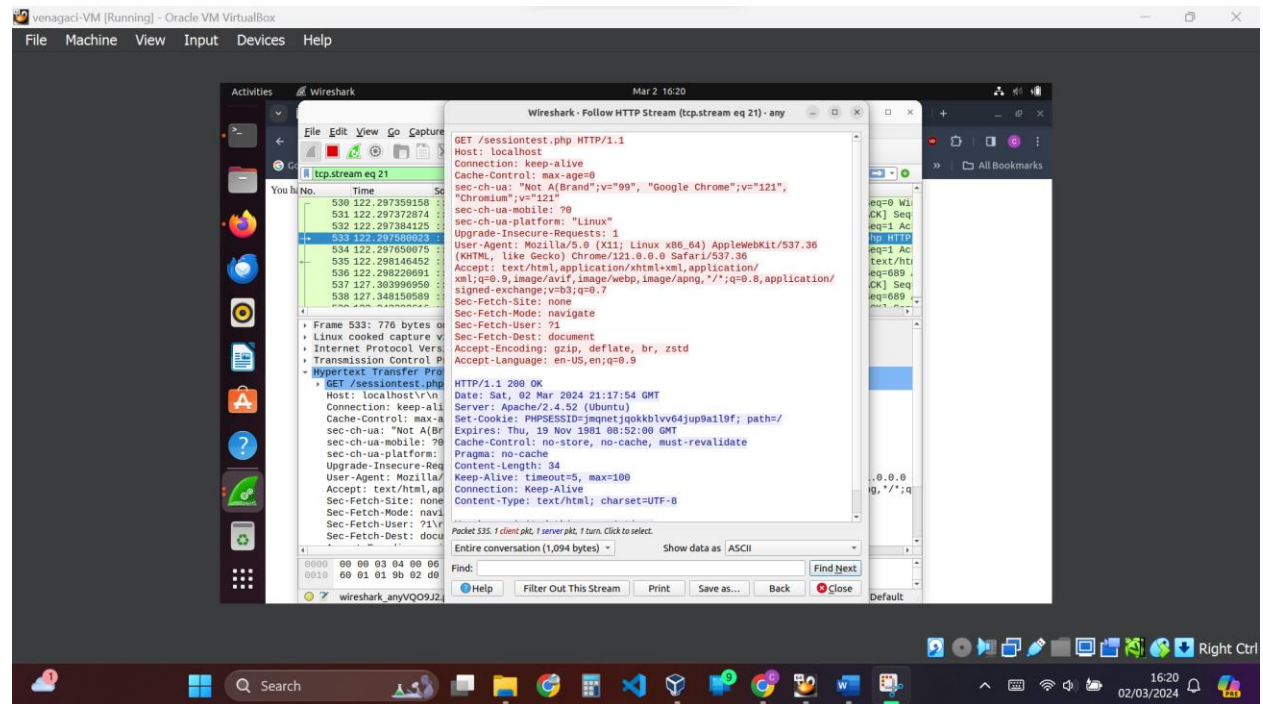 venagaci-VM [Running] - Oracle VM VirtualBox
File Machine View Input Devices Help
Activities Wireshark Mar 2 16:20
Wireshark · Follow HTTP Stream (tcp.stream eq 21) · any
File Edit View Go Capture
tcp.stream eq 21
All Bookmarks
You
No. Time
530 122.297359158
531 122.297372874
532 122.297384125
533 122.297580023
534 122.297650075
535 122.298146452
536 122.298220691
537 127.303996950
538 127.348150589
Frame 533: 776 bytes
Linux cooked capture
Internet Protocol
Transmission Control
Hypertext Transfer
GET /sessiontest.php
Host: localhost\r\n
Connection: keep-ali
Cache-Control: max-a
sec-ch-ua: "Not A(Br
sec-ch-ua-mobile: ?0
sec-ch-ua-platform:
Upgrade-Insecure-Req
User-Agent: Mozilla/
Accept: text/html,ap
Sec-Fetch-Site: none
Sec-Fetch-Mode: navi
Sec-Fetch-User: ?1\r
Sec-Fetch-Dest: docu
0000 00 00 03 04 00 06
0010 60 01 01 9b 02 d0
wireshark_anyVQO9J2.
GET /sessiontest.php HTTP/1.1
Host: localhost
Connection: keep-alive
Cache-Control: max-age=0
sec-ch-ua: "Not A(Brand";v="99", "Google Chrome";v="121",
"Chromium";v="121"
sec-ch-ua-mobile: ?0
sec-ch-ua-platform: "Linux"
Upgrade-Insecure-Requests: 1
User-Agent: Mozilla/5.0 (X11; Linux x86_64) AppleWebKit/537.36
(KHTML, like Gecko) Chrome/121.0.0.0 Safari/537.36
Accept: text/html,application/xhtml+xml,application/
xml;q=0.9,image/avif,image/webp,image/apng,*/*;q=0.8,application/
signed-exchange;v=b3;q=0.7
Sec-Fetch-Site: none
Sec-Fetch-Mode: navigate
Sec-Fetch-User: ?1
Sec-Fetch-Dest: document
Accept-Encoding: gzip, deflate, br, zstd
Accept-Language: en-US,en;q=0.9
HTTP/1.1 200 OK
Date: Sat, 02 Mar 2024 21:17:54 GMT
Server: Apache/2.4.52 (Ubuntu)
Set-Cookie: PHPSESSID=jmqnetjqokkblvv64jup9a1l9f; path=/
Expires: Thu, 19 Nov 1981 08:52:00 GMT
Cache-Control: no-store, no-cache, must-revalidate
Pragma: no-cache
Content-Length: 34
Keep-Alive: timeout=5, max=100
Connection: Keep-Alive
Content-Type: text/html; charset=UTF-8
Packet 535. 1 client pkt, 1 server pkt, 1 turn. Click to select.
Entire conversation (1,094 bytes) Show data as ASCII
Find: Find Next
Help Filter Out This Stream Print Save as... Back Close
Default
Right Ctrl
1 Search 9 16:20
02/03/2024